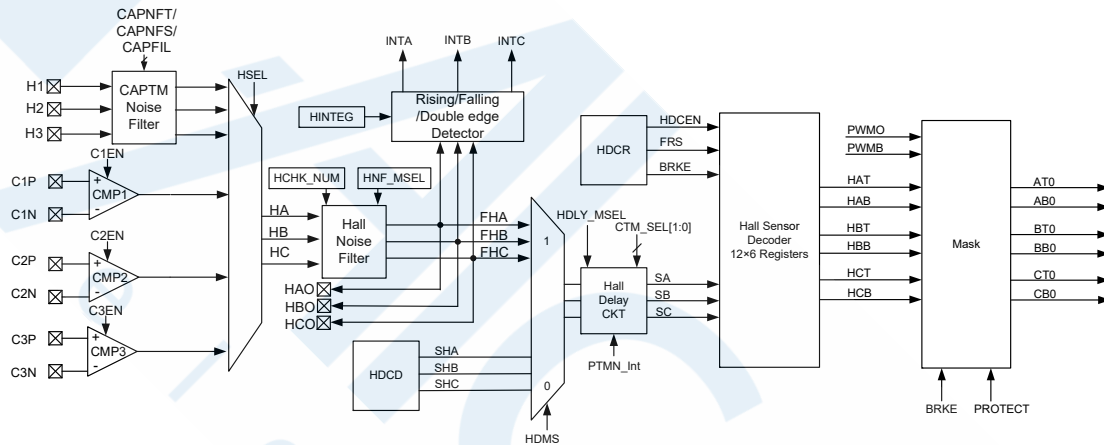 CAPNFT/
CAPNFS/
CAPFIL
H1
H2
H3
CAPTM
Noise
Filter
HSEL
C1EN
C1P
C1N
+
-
CMP1
C2EN
C2P
C2N
+
-
CMP2
C3EN
C3P
C3N
+
-
CMP3
INTA
INTB
INTC
HINTEG
Rising/Falling
/Double edge
Detector
HCHK_NUM
HNF_MSEL
HA
HB
HC
Hall
Noise
Filter
FHA
FHB
FHC
HAO
HBO
HCO
HDCD
SHA
SHB
SHC
1
0
HDMS
HDLY_MSEL
CTM_SEL[1:0]
Hall
Delay
CKT
PTMN_Int
SA
SB
SC
HDCR
HDCEN
FRS
BRKE
Hall Sensor
Decoder
12×6 Registers
HAT
HAB
HBT
HBB
HCT
HCB
PWMO
PWMB
Mask
AT0
AB0
BT0
BB0
CT0
CB0
BRKE
PROTECT